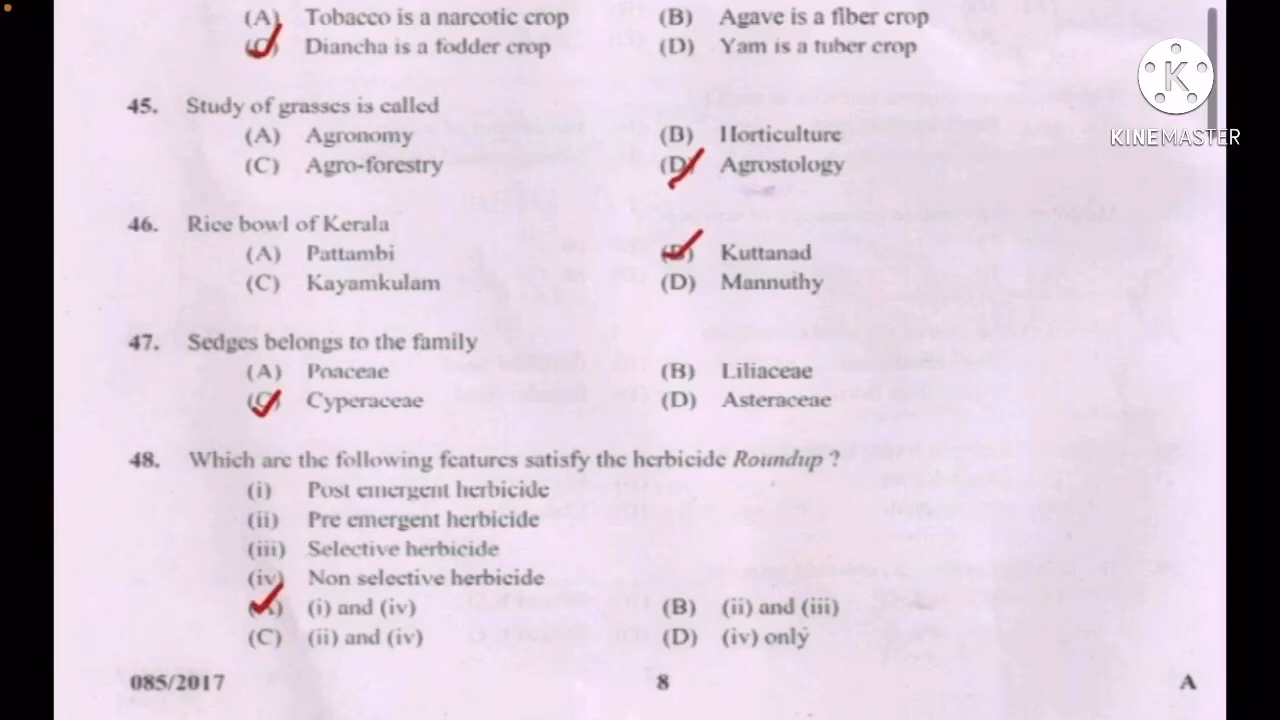 (A) Tobacco is a narcotic crop (B) Agave is a fiber crop
(C) Diancha is a fodder crop (D) Yam is a tuber crop
45. Study of grasses is called
(A) Agronomy (B) Horticulture
(C) Agro-forestry (D) Agrostology
46. Rice bowl of Kerala
(A) Pattambi (B) Kuttanad
(C) Kayamkulam (D) Mannuthy
47. Sedges belongs to the family
(A) Poaceae (B) Liliaceae
(C) Cyperaceae (D) Asteraceae
48. Which are the following features satisfy the herbicide Roundup ?
(i) Post emergent herbicide
(ii) Pre emergent herbicide
(iii) Selective herbicide
(iv) Non selective herbicide
(A) (i) and (iv) (B) (ii) and (iii)
(C) (ii) and (iv) (D) (iv) only
085/2017 8 A
K
KINEMASTER